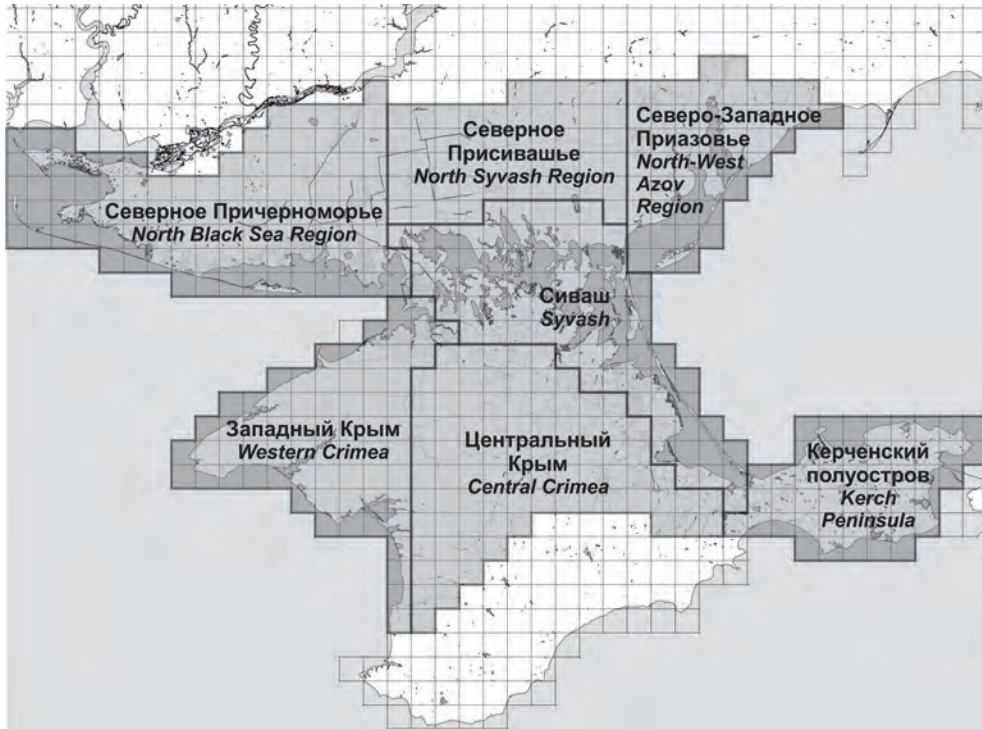 Северо-Западное
Приазовье
North-West
Azov
Region
Северное
Присивашье
North Syvash Region
Северное Причерноморье
North Black Sea Region
Сиваш
Syvash
Западный Крым
Western Crimea
Центральный
Крым
Central Crimea
Керченский
полуостров
Kerch
Peninsula